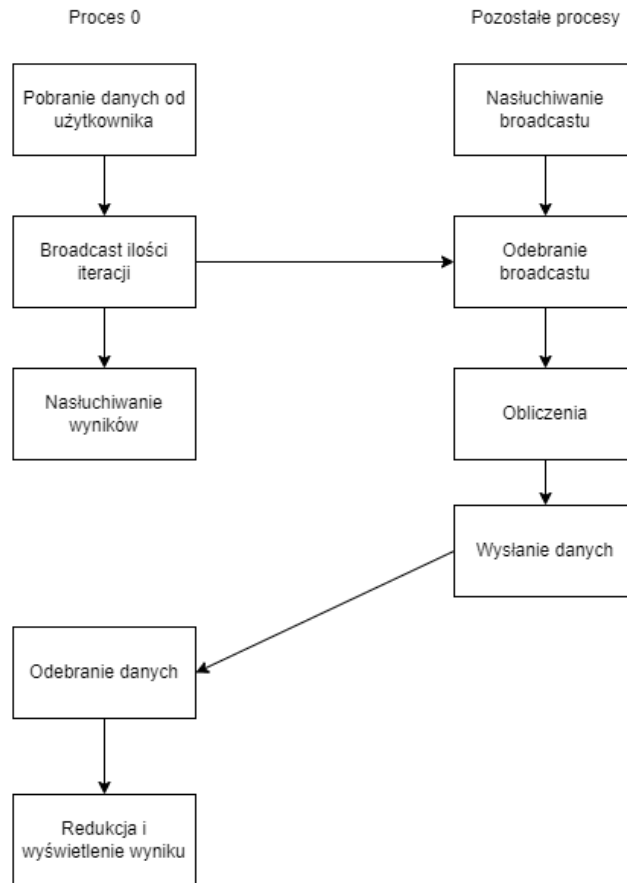 Proces 0
Pozostałe procesy
Pobranie danych od
użytkownika
Nasłuchiwanie
broadcastu
Broadcast ilości
iteracji
Odebranie
broadcastu
Nasłuchiwanie
wyników
Obliczenia
Wysłanie danych
Odebranie danych
Redukcja i
wyświetlenie wyniku